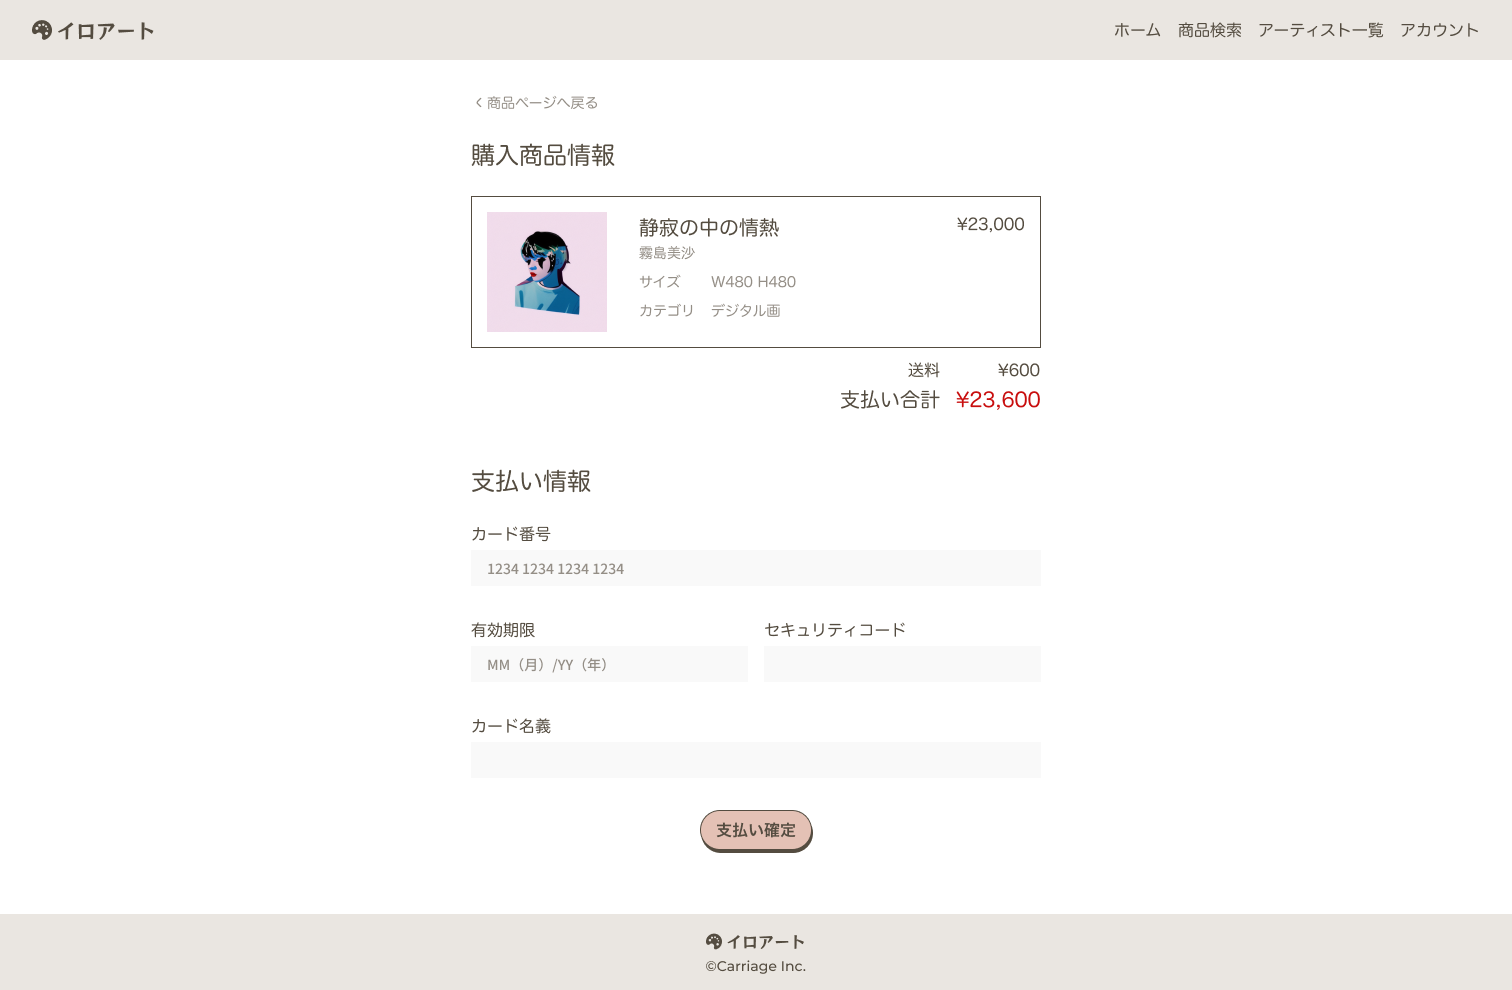 イロアート
ホーム 商品検索 アーティスト一覧 アカウント
商品ページへ戻る
購入商品情報
静寂の中の情熱 ¥23,000
霧島美沙
サイズ W480 H480
カテゴリ デジタル画
送料 ¥600
支払い合計 ¥23,600
支払い情報
カード番号
1234 1234 1234 1234
有効期限 セキュリティコード
MM（月）/YY（年）
カード名義
支払い確定
イロアート
©Carriage Inc.